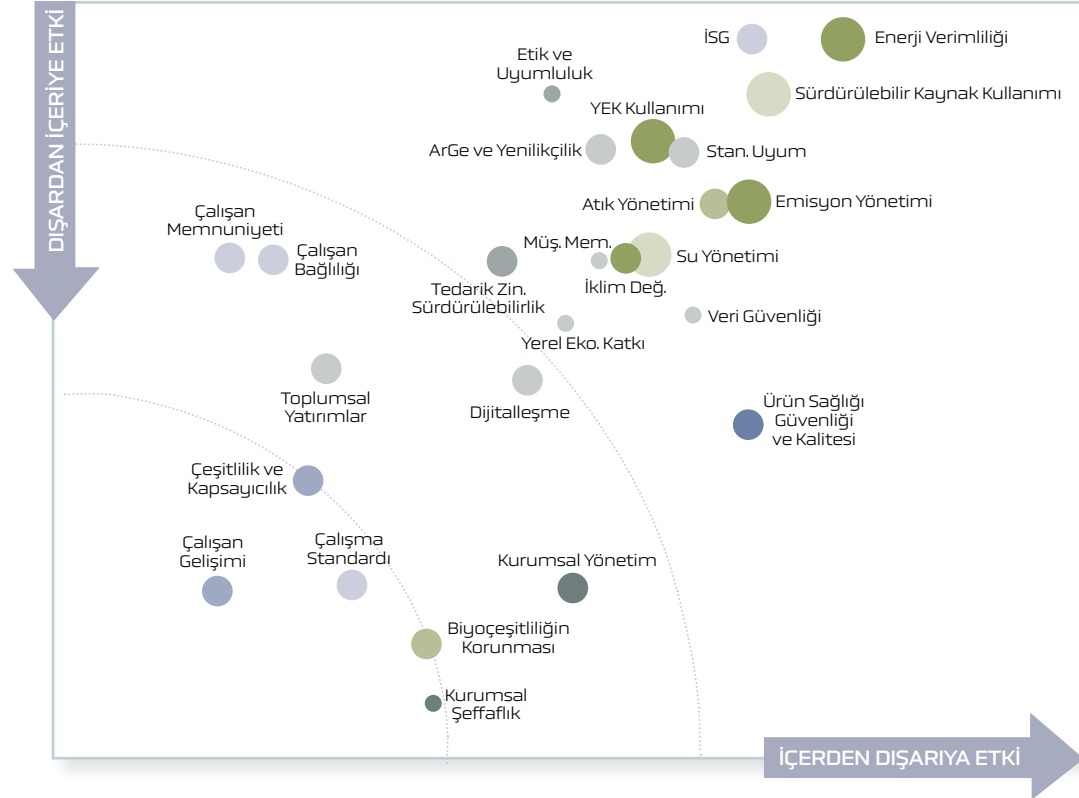 DIŞARDAN İÇERİYE ETKİ
İSG
Enerji Verimliliği
Etik ve
Uyumluluk
Sürdürülebilir Kaynak Kullanımı
YEK Kullanımı
ArGe ve Yenilikçilik
Stan. Uyum
Atık Yönetimi
Emisyon Yönetimi
Çalışan
Memnuniyeti
Çalışan
Bağlılığı
Müş. Mem.
Su Yönetimi
İklim Değ.
Tedarik Zin.
Sürdürülebilirlik
Veri Güvenliği
Yerel Eko. Katkı
Toplumsal
Yatırımlar
Dijitalleşme
Ürün Sağlığı
Güvenliği
ve Kalitesi
Çeşitlilik ve
Kapsayıcılık
Çalışan
Gelişimi
Çalışma
Standardı
Kurumsal Yönetim
Biyoçeşitliliğin
Korunması
Kurumsal
Şeffaflık
İÇERDEN DIŞARIYA ETKİ